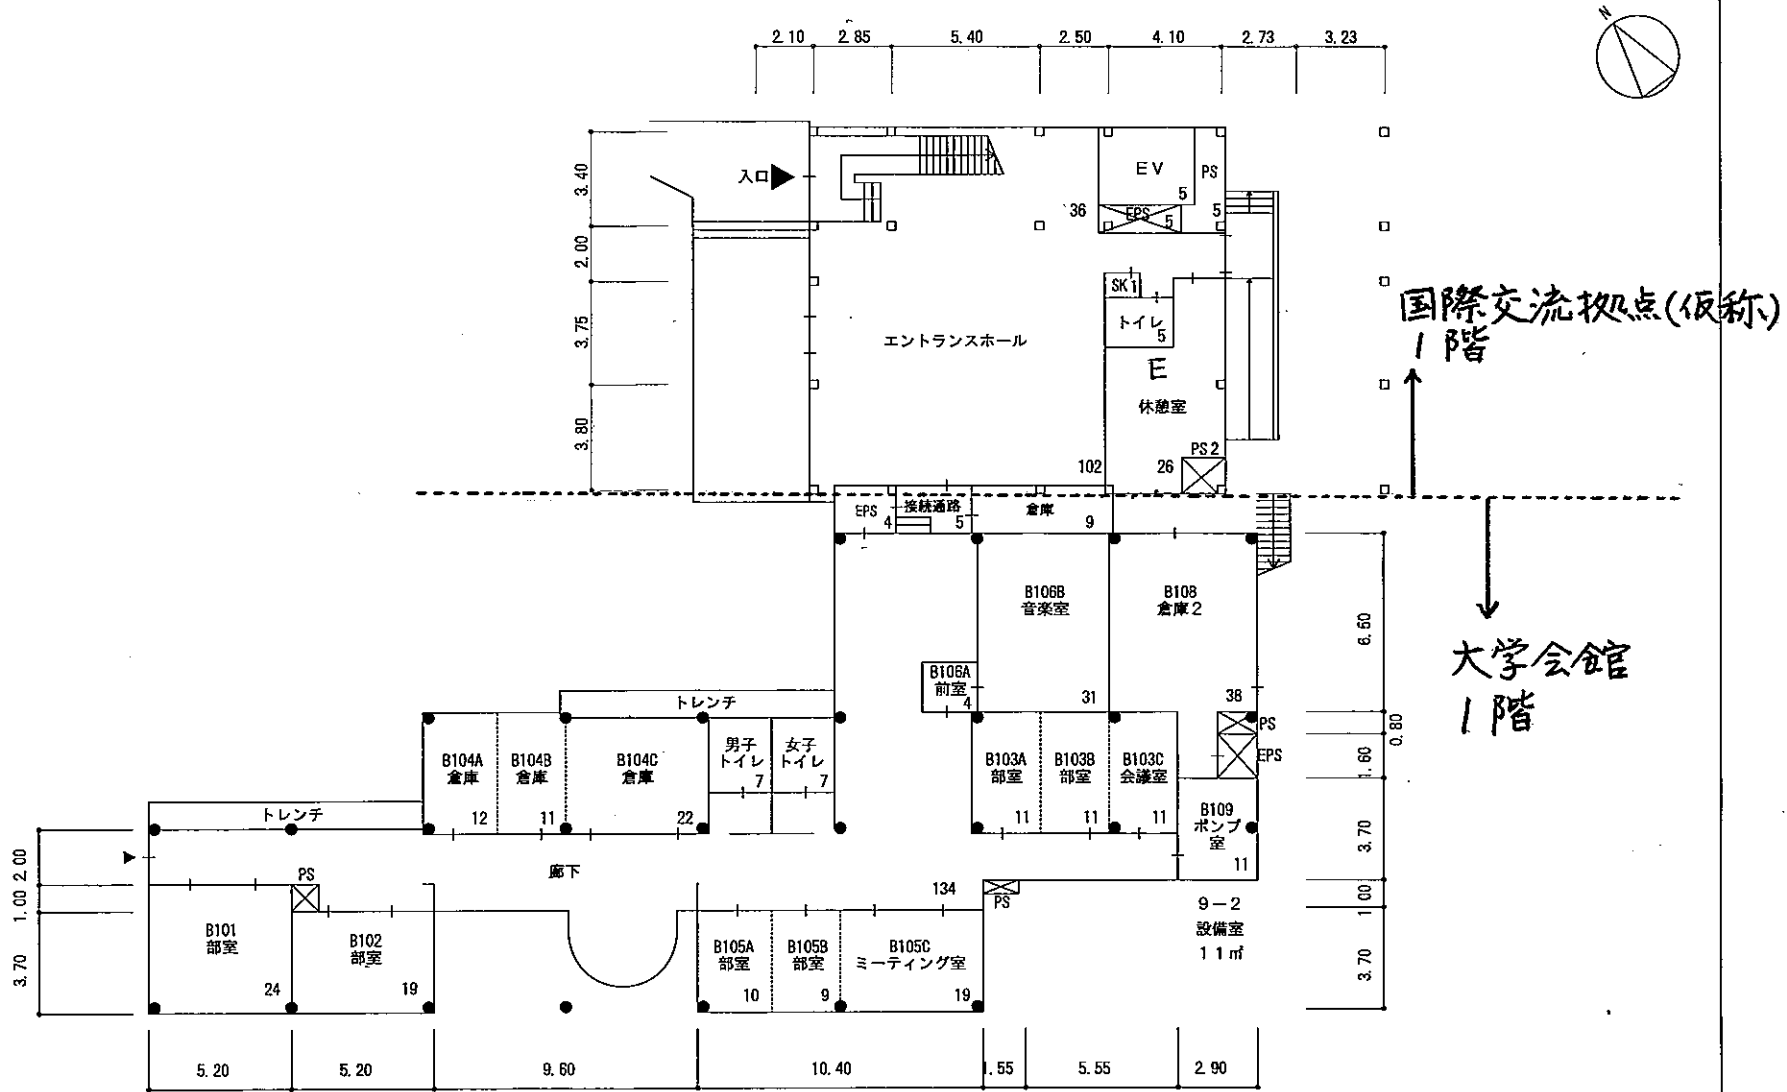 N
2.10 2.85 5.40 2.50 4.10 2.73 3.23
3.40
2.00
3.75
3.80
入口
EV
5
PS
5
36
EPS
5
SK 1
トイレ
5
E
休憩室
エントランスホール
102
26
PS 2
国際交流拠点(仮称)
1階
EPS
4
接続通路
5
倉庫
9
大学会館
1階
B106B
音楽室
31
B108
倉庫2
38
B106A
前室
4
PS
EPS
6.60
0.80
1.60
3.70
1.00
3.70
トレンチ
B104A
倉庫
12
B104B
倉庫
11
B104C
倉庫
22
男子
トイレ
7
女子
トイレ
7
B103A
部室
11
B103B
部室
11
B103C
会議室
11
B109
ポンプ
室
11
トレンチ
廊下
134
PS
PS
9-2
設備室
11㎡
2.00
1.00
3.70
B101
部室
24
B102
部室
19
B105A
部室
10
B105B
部室
9
B105C
ミーティング室
19
5.20 5.20 9.60 10.40 1.55 5.55 2.90